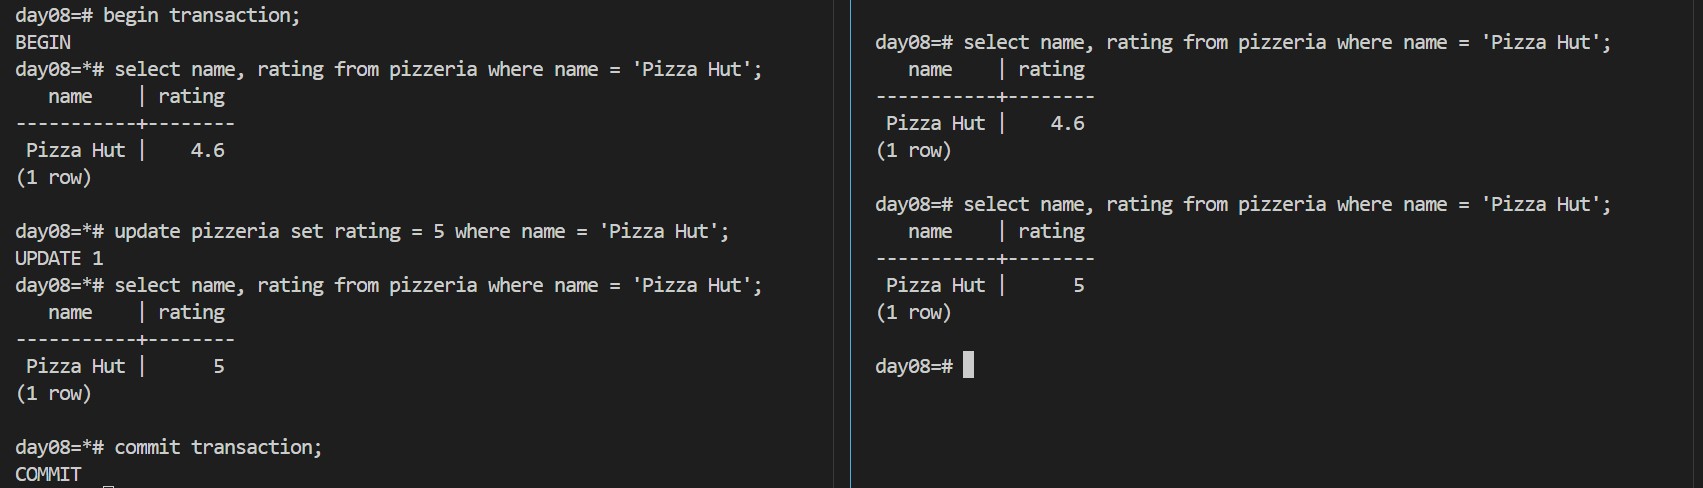 day08=# begin transaction;
BEGIN
day08=*# select name, rating from pizzeria where name = 'Pizza Hut';
   name    | rating
-----------+--------
 Pizza Hut |    4.6
(1 row)

day08=*# update pizzeria set rating = 5 where name = 'Pizza Hut';
UPDATE 1
day08=*# select name, rating from pizzeria where name = 'Pizza Hut';
   name    | rating
-----------+--------
 Pizza Hut |      5
(1 row)

day08=*# commit transaction;
COMMIT

day08=# select name, rating from pizzeria where name = 'Pizza Hut';
   name    | rating
-----------+--------
 Pizza Hut |    4.6
(1 row)

day08=# select name, rating from pizzeria where name = 'Pizza Hut';
   name    | rating
-----------+--------
 Pizza Hut |      5
(1 row)

day08=#